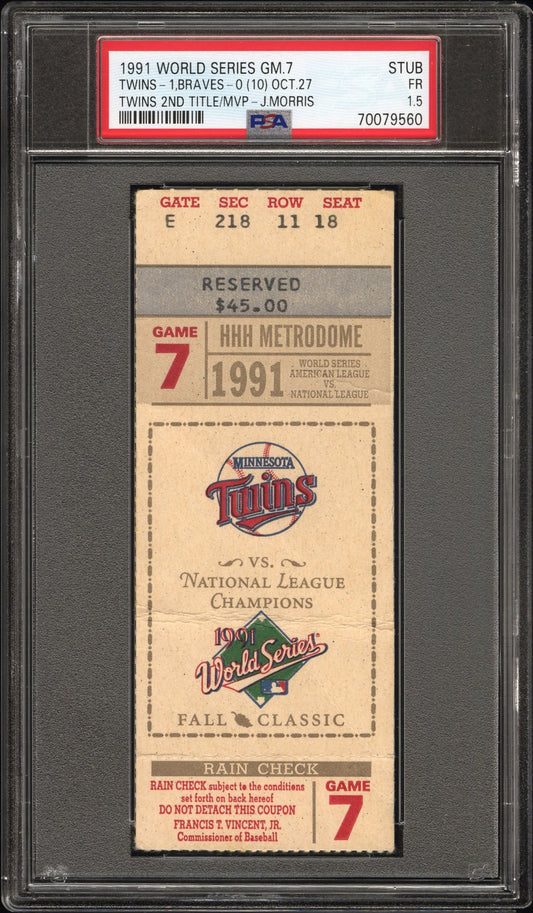 1991 WORLD SERIES GM.7 STUB
TWINS - 1,BRAVES - 0 (10) OCT.27 FR
TWINS 2ND TITLE/MVP - J.MORRIS 1.5
PSA 70079560
GATE SEC ROW SEAT
E 218 11 18
RESERVED
$45.00
GAME
7
HHH METRODOME
1991
WORLD SERIES
AMERICAN LEAGUE
VS.
NATIONAL LEAGUE
MINNESOTA
Twins
VS.
NATIONAL LEAGUE
CHAMPIONS
1991
World Series
FALL CLASSIC
RAIN CHECK
RAIN CHECK subject to the conditions
set forth on back hereof
DO NOT DETACH THIS COUPON
FRANCIS T. VINCENT, JR.
Commissioner of Baseball
GAME
7